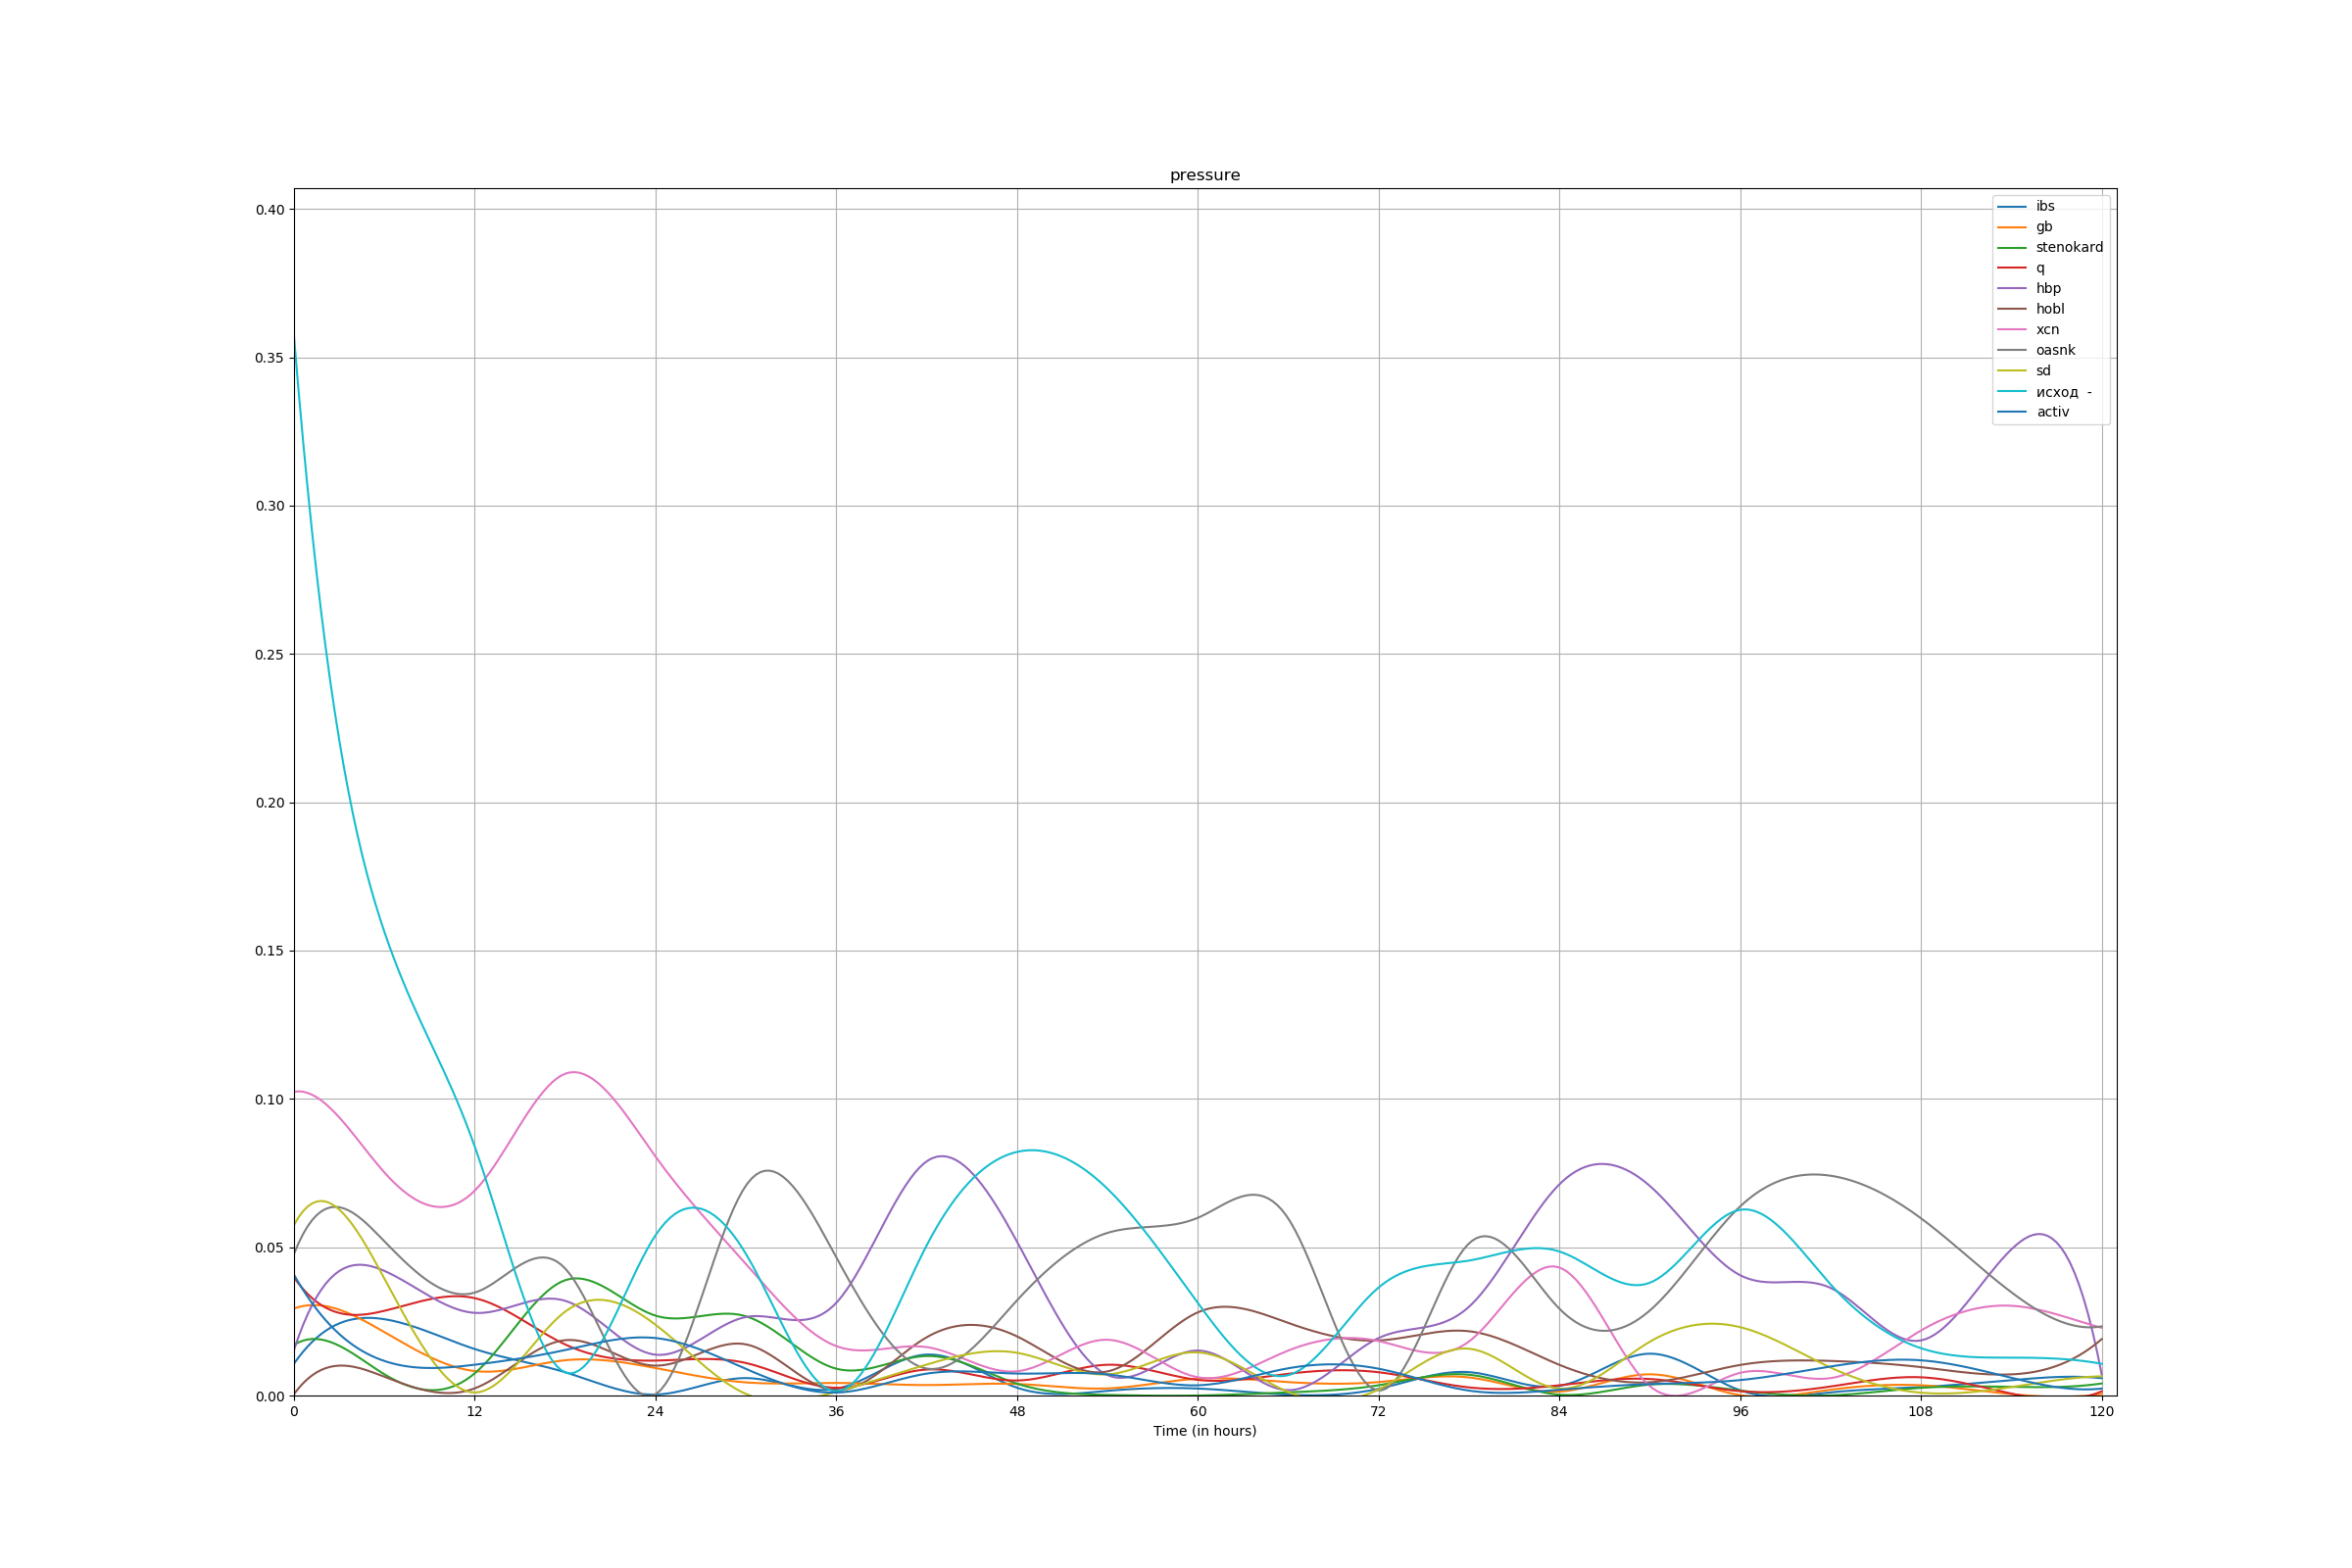 pressure
0.40
0.35
0.30
0.25
0.20
0.15
0.10
0.05
0.00
ibs
gb
stenokard
q
hbp
hobl
xcn
oasnk
sd
исход -
activ
0 12 24 36 48 60 72 84 96 108 120
Time (in hours)